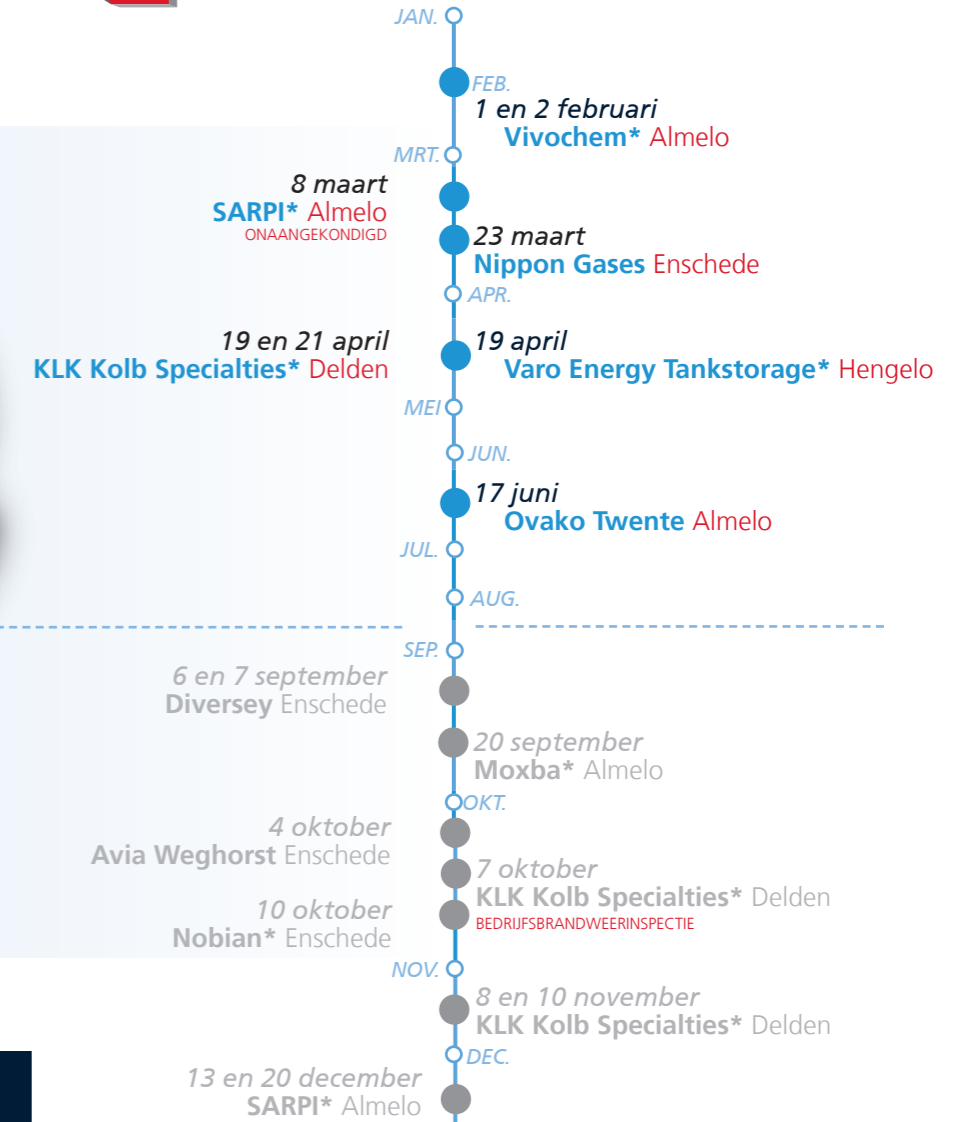 JAN.
FEB.
1 en 2 februari
Vivochem* Almelo
MRT.
8 maart
SARPI* Almelo
ONAANGEKONDIGD
23 maart
Nippon Gases Enschede
APR.
19 en 21 april
KLK Kolb Specialties* Delden
19 april
Varo Energy Tankstorage* Hengelo
MEI
JUN.
17 juni
Ovako Twente Almelo
JUL.
AUG.
SEP.
6 en 7 september
Diversey Enschede
20 september
Moxba* Almelo
OKT.
4 oktober
Avia Weghorst Enschede
7 oktober
KLK Kolb Specialties* Delden
BEDRIJFSBRANDWEERINSPECTIE
10 oktober
Nobian* Enschede
NOV.
8 en 10 november
KLK Kolb Specialties* Delden
DEC.
13 en 20 december
SARPI* Almelo